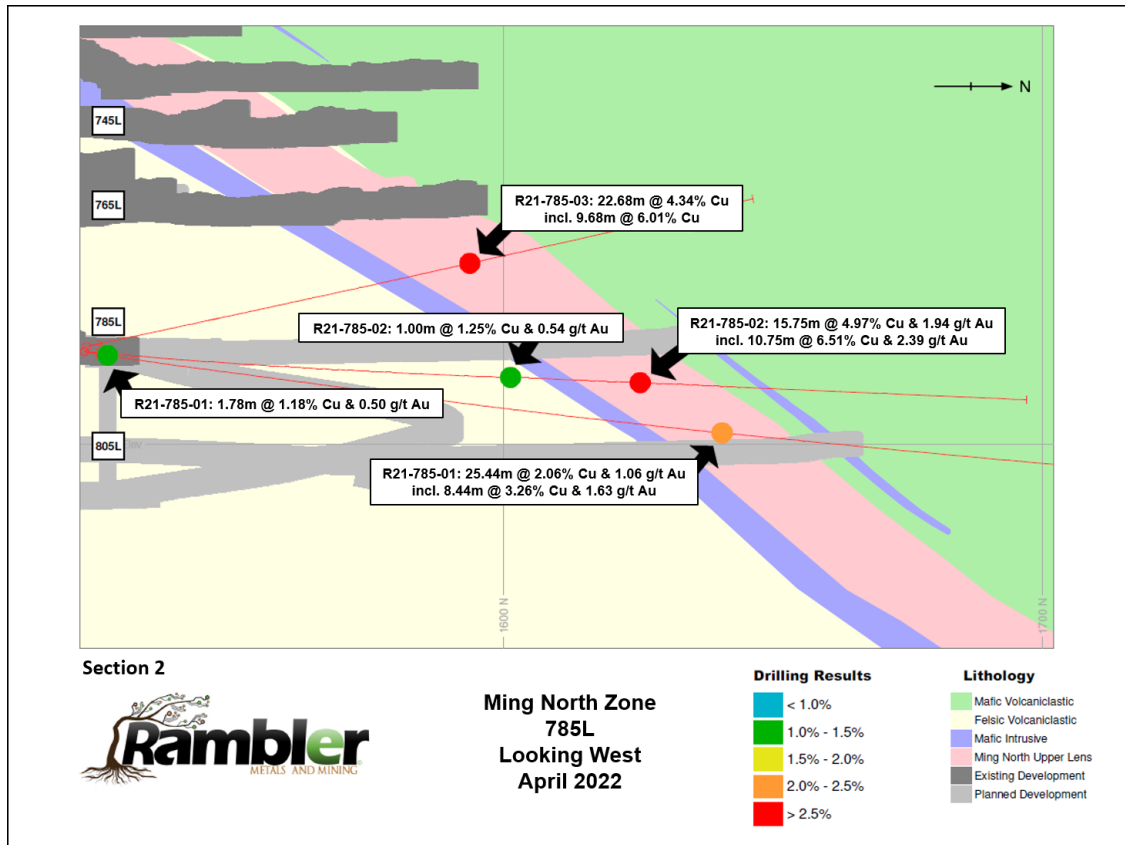 N
745L
765L
R21-785-03: 22.68m @ 4.34% Cu
incl. 9.68m @ 6.01% Cu
785L
R21-785-02: 1.00m @ 1.25% Cu & 0.54 g/t Au
R21-785-02: 15.75m @ 4.97% Cu & 1.94 g/t Au
incl. 10.75m @ 6.51% Cu & 2.39 g/t Au
R21-785-01: 1.78m @ 1.18% Cu & 0.50 g/t Au
805L
R21-785-01: 25.44m @ 2.06% Cu & 1.06 g/t Au
incl. 8.44m @ 3.26% Cu & 1.63 g/t Au
1600 N
1700 N
Section 2
Rambler
METALS AND MINING
Ming North Zone
785L
Looking West
April 2022
Drilling Results
< 1.0%
1.0% - 1.5%
1.5% - 2.0%
2.0% - 2.5%
> 2.5%
Lithology
Mafic Volcaniclastic
Felsic Volcaniclastic
Mafic Intrusive
Ming North Upper Lens
Existing Development
Planned Development